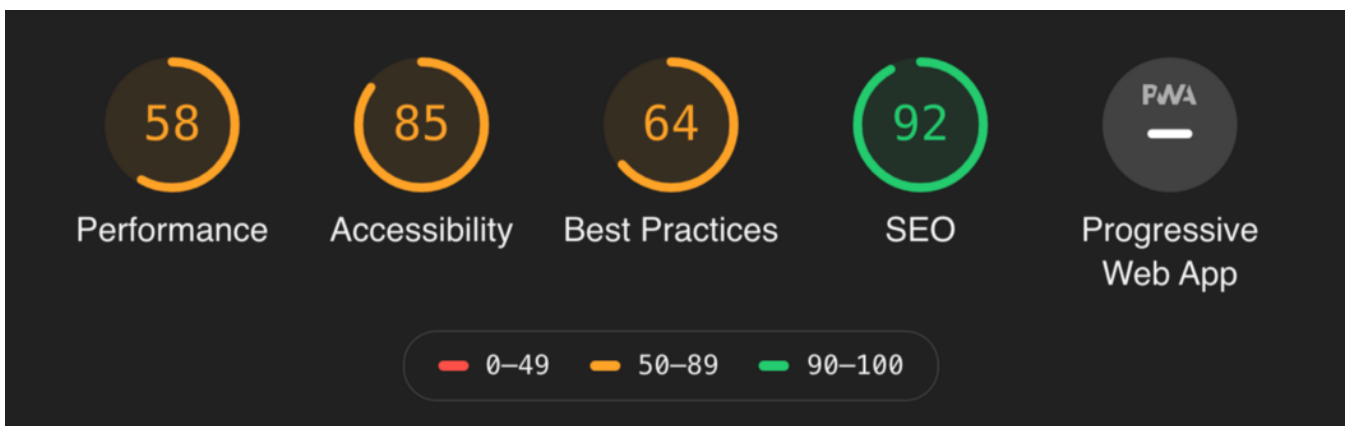 58 85 64 92 PWA
Performance Accessibility Best Practices SEO Progressive
Web App
0–49 50–89 90–100